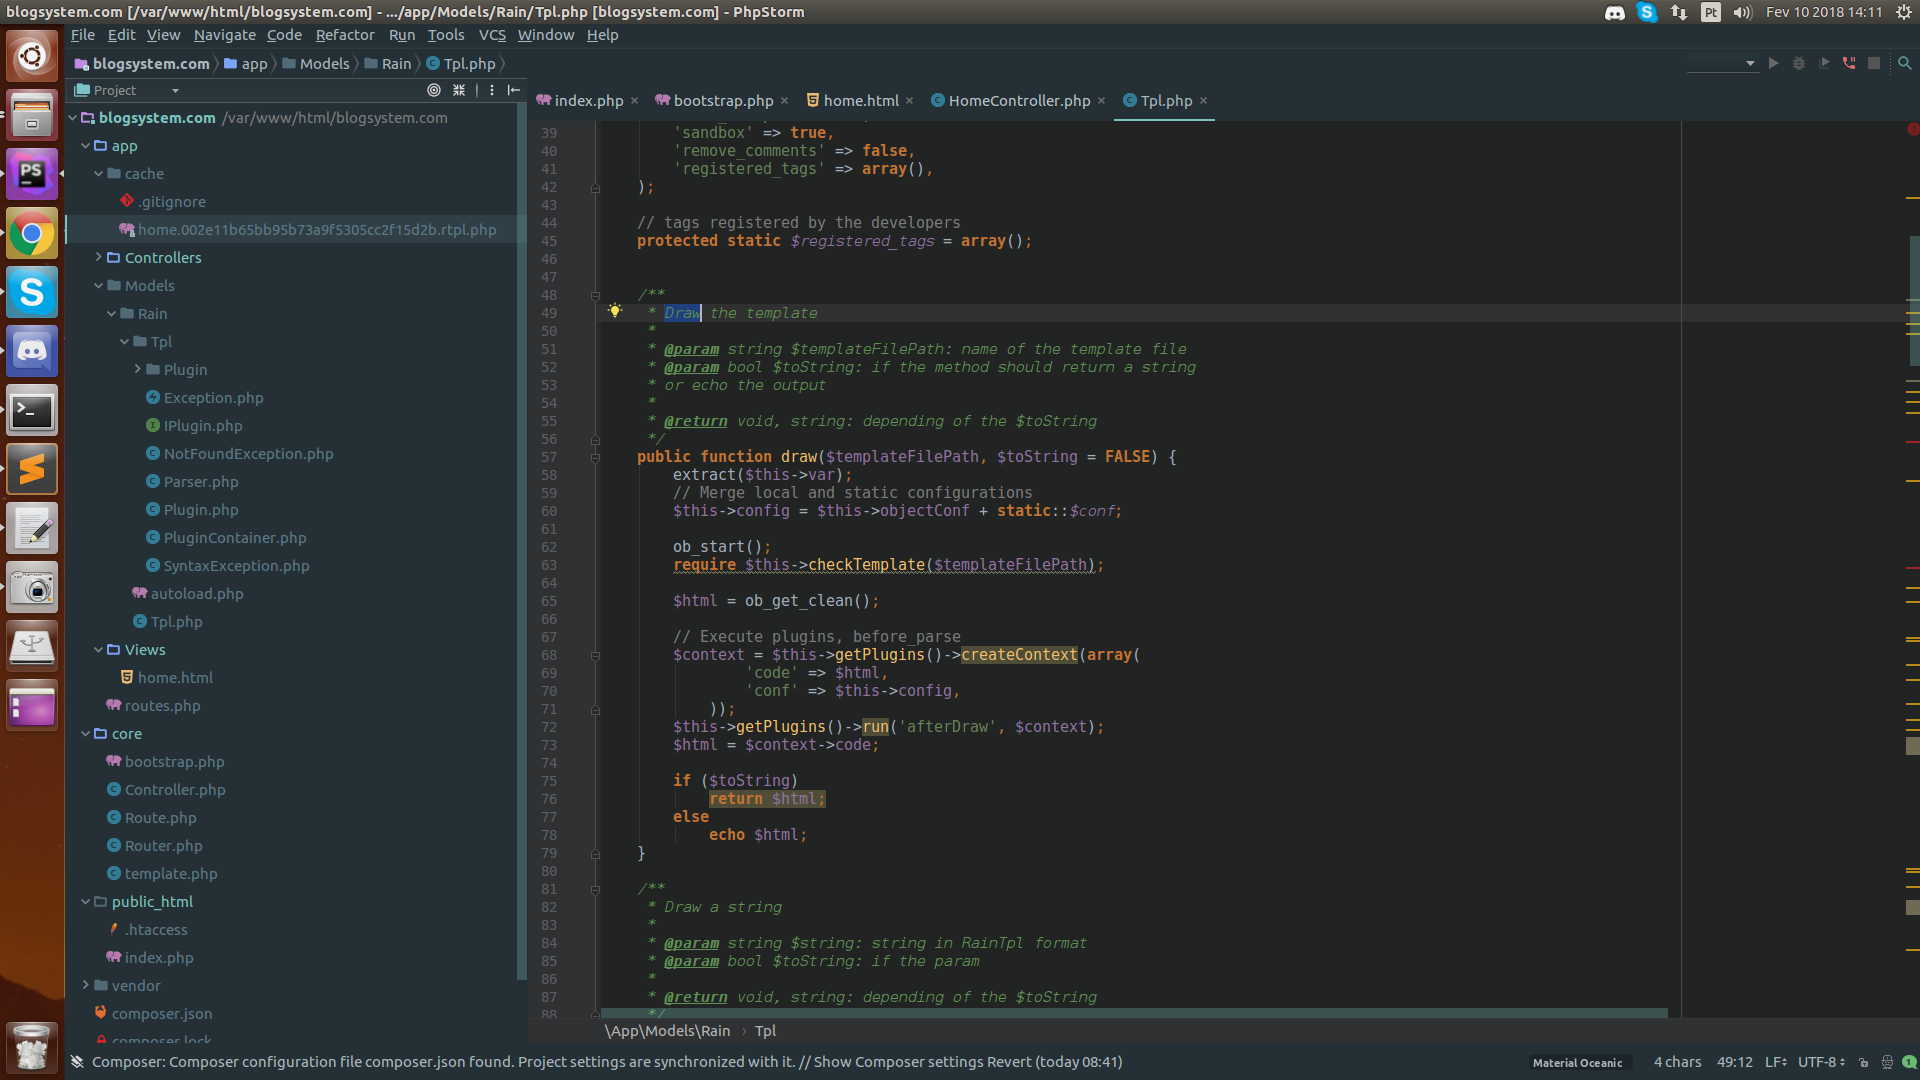 blogsystem.com [/var/www/html/blogsystem.com] - .../app/Models/Rain/Tpl.php [blogsystem.com] - PhpStorm
Pt
Fev 10 2018 14:11
File Edit View Navigate Code Refactor Run Tools VCS Window Help
blogsystem.com app Models Rain Tpl.php
Project
index.php × bootstrap.php × home.html × HomeController.php × Tpl.php ×
blogsystem.com /var/www/html/blogsystem.com
app
cache
.gitignore
home.002e11b65bb95b73a9f5305cc2f15d2b.rtpl.php
Controllers
Models
Rain
Tpl
Plugin
Exception.php
IPlugin.php
NotFoundException.php
Parser.php
Plugin.php
PluginContainer.php
SyntaxException.php
autoload.php
Tpl.php
Views
home.html
routes.php
core
bootstrap.php
Controller.php
Route.php
Router.php
template.php
public_html
.htaccess
index.php
vendor
composer.json
composer.lock
39 'sandbox' => true,
40 'remove_comments' => false,
41 'registered_tags' => array(),
42 );
43
44 // tags registered by the developers
45 protected static $registered_tags = array();
46
47
48 /**
49 * Draw the template
50 *
51 * @param string $templateFilePath: name of the template file
52 * @param bool $toString: if the method should return a string
53 * or echo the output
54 *
55 * @return void, string: depending of the $toString
56 */
57 public function draw($templateFilePath, $toString = FALSE) {
58 extract($this->var);
59 // Merge local and static configurations
60 $this->config = $this->objectConf + static::$conf;
61
62 ob_start();
63 require $this->checkTemplate($templateFilePath);
64
65 $html = ob_get_clean();
66
67 // Execute plugins, before_parse
68 $context = $this->getPlugins()->createContext(array(
69 'code' => $html,
70 'conf' => $this->config,
71 ));
72 $this->getPlugins()->run('afterDraw', $context);
73 $html = $context->code;
74
75 if ($toString)
76 return $html;
77 else
78 echo $html;
79 }
80
81 /**
82 * Draw a string
83 *
84 * @param string $string: string in RainTpl format
85 * @param bool $toString: if the param
86 *
87 * @return void, string: depending of the $toString
88 */
\App\Models\Rain › Tpl
Composer: Composer configuration file composer.json found. Project settings are synchronized with it. // Show Composer settings Revert (today 08:41)
Material Oceanic 4 chars 49:12 LF UTF-8 1